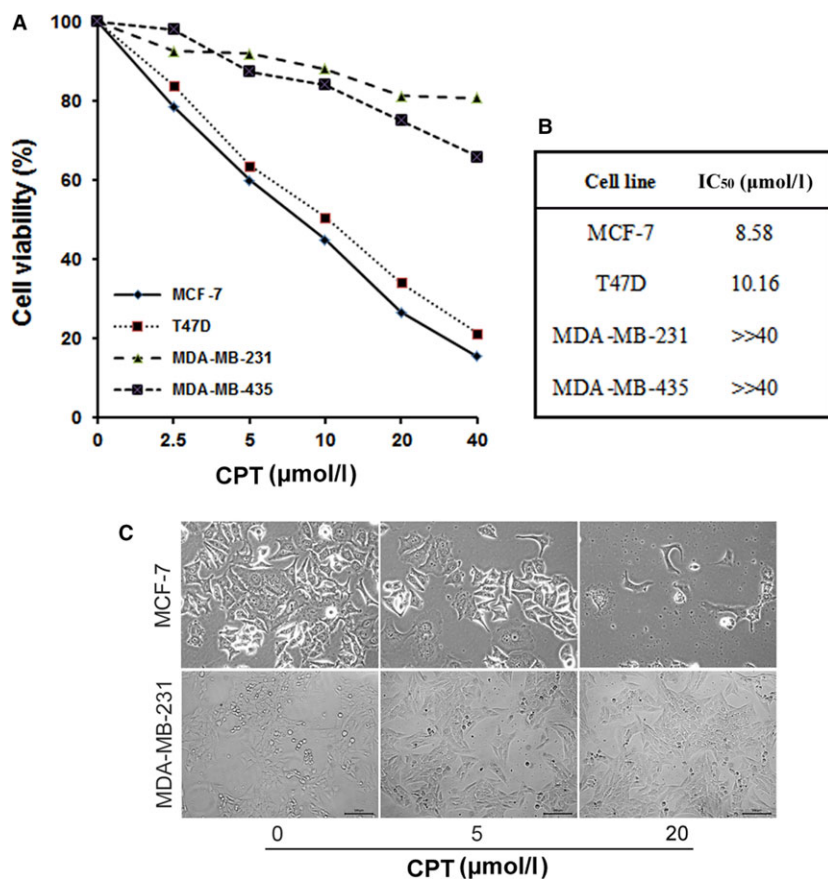 A
100
80
60
40
20
0
Cell viability (%)
MCF-7
T47D
MDA-MB-231
MDA-MB-435
0 2.5 5 10 20 40
CPT (µmol/l)
B
Cell line IC₅₀ (µmol/l)
MCF-7 8.58
T47D 10.16
MDA-MB-231 >>40
MDA-MB-435 >>40
C
MCF-7
MDA-MB-231
0 5 20
CPT (µmol/l)